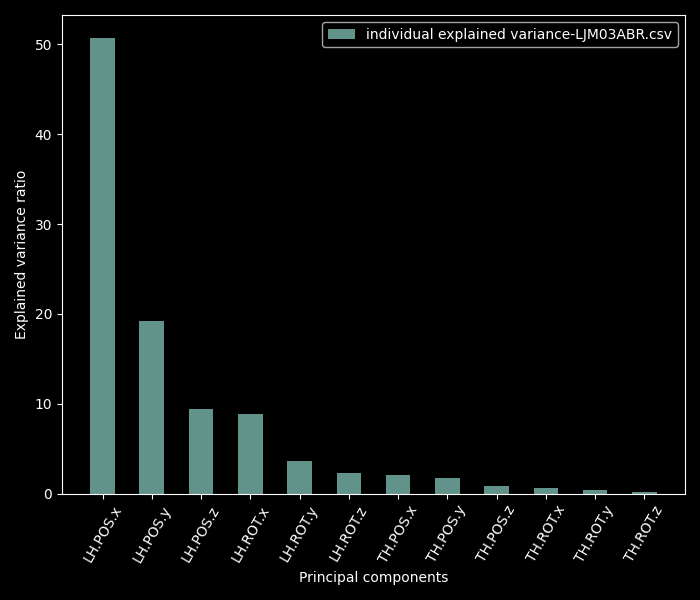 individual explained variance-LJM03ABR.csv
Explained variance ratio
50
40
30
20
10
0
LH.POS.x
LH.POS.y
LH.POS.z
LH.ROT.x
LH.ROT.y
LH.ROT.z
TH.POS.x
TH.POS.y
TH.POS.z
TH.ROT.x
TH.ROT.y
TH.ROT.z
Principal components